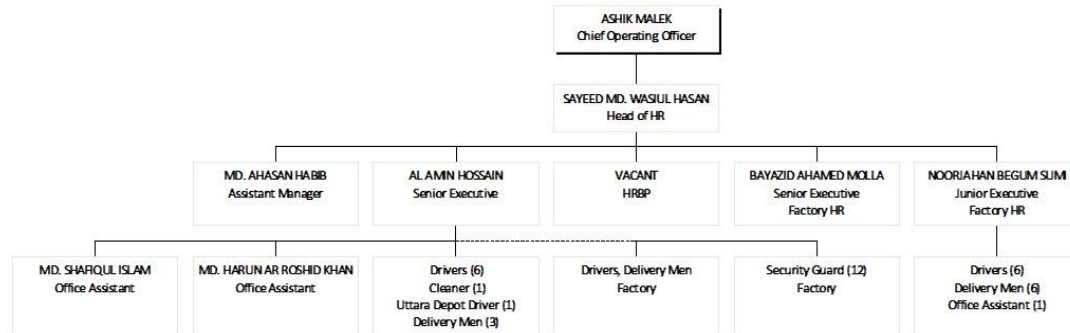 ASHIK MALEK
Chief Operating Officer
SAYEED MD. WASIUL HASAN
Head of HR
MD. AHASAN HABIB
Assistant Manager
AL AMIN HOSSAIN
Senior Executive
VACANT
HRBP
BAYAZID AHAMED MOLLA
Senior Executive
Factory HR
NOORJAHAN BEGUM SUMI
Junior Executive
Factory HR
MD. SHAFIQUL ISLAM
Office Assistant
MD. HARUN AR ROSHID KHAN
Office Assistant
Drivers (6)
Cleaner (1)
Uttara Depot Driver (1)
Delivery Men (3)
Drivers, Delivery Men
Factory
Security Guard (12)
Factory
Drivers (6)
Delivery Men (6)
Office Assistant (1)